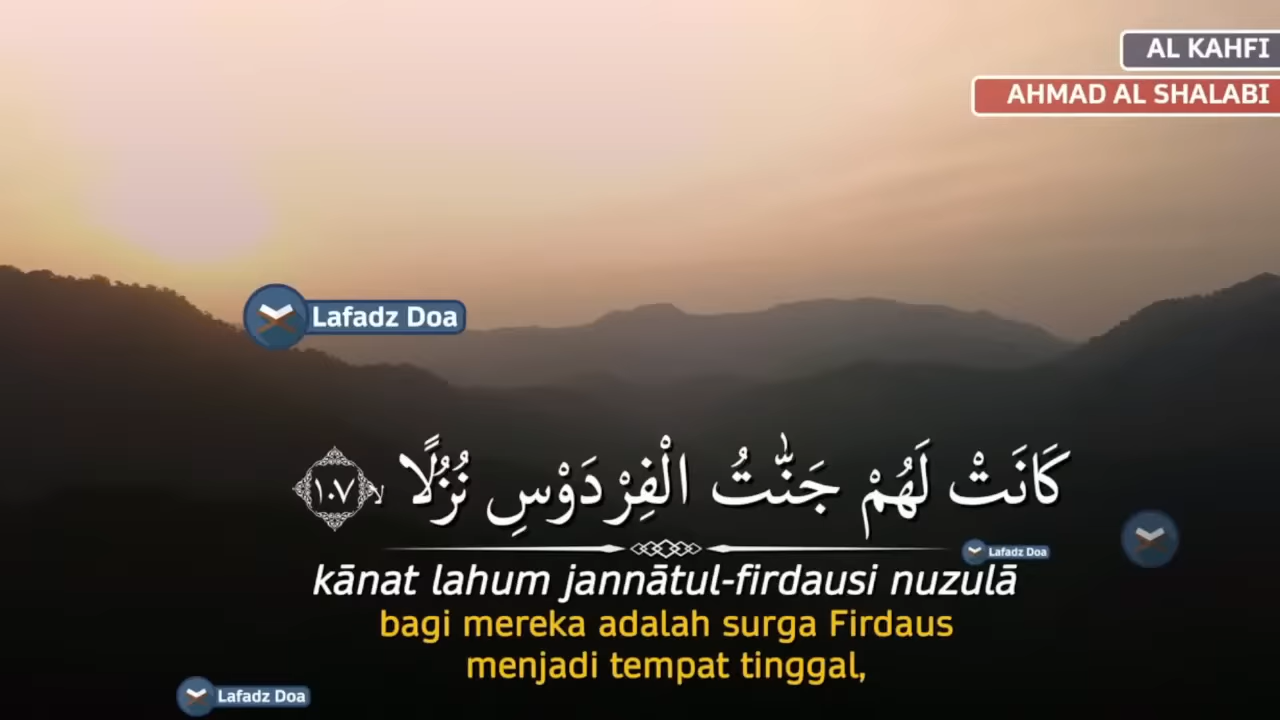 AL KAHFI
AHMAD AL SHALABI
Lafadz Doa
كَانَتْ لَهُمْ جَنّٰتُ الْفِرْدَوْسِ نُزُلًا ۙ ١٠٧
Lafadz Doa
kānat lahum jannātul-firdausi nuzulā
bagi mereka adalah surga Firdaus
menjadi tempat tinggal,
Lafadz Doa